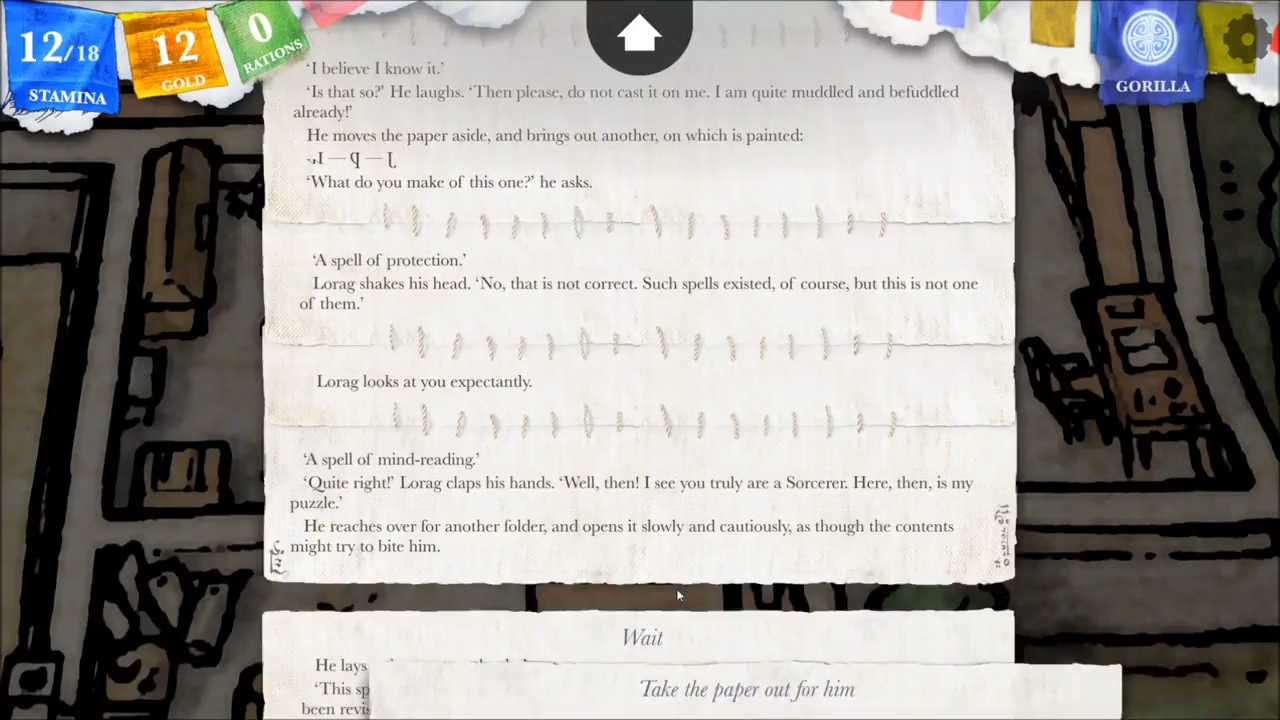 12/18
STAMINA
12
GOLD
0
RATIONS
GORILLA
‘I believe I know it.’
‘Is that so?’ He laughs. ‘Then please, do not cast it on me. I am quite muddled and befuddled
already!’
He moves the paper aside, and brings out another, on which is painted:
‘What do you make of this one?’ he asks.
‘A spell of protection.’
Lorag shakes his head. ‘No, that is not correct. Such spells existed, of course, but this is not one
of them.’
Lorag looks at you expectantly.
‘A spell of mind-reading.’
‘Quite right!’ Lorag claps his hands. ‘Well, then! I see you truly are a Sorcerer. Here, then, is my
puzzle.’
He reaches over for another folder, and opens it slowly and cautiously, as though the contents
might try to bite him.
Wait
He lays
‘This sp
been revis
Take the paper out for him